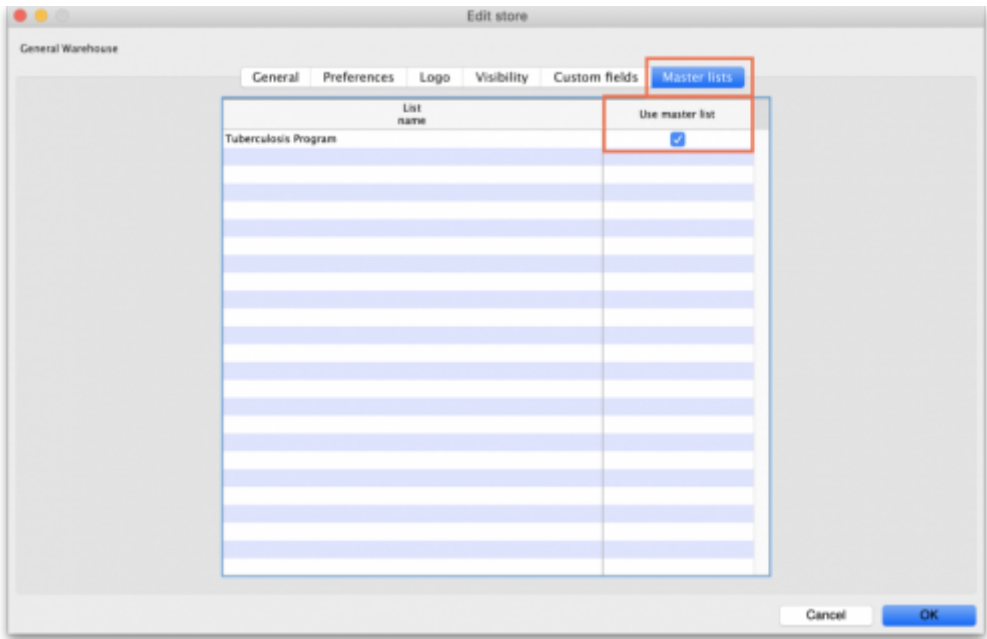 Edit store
General Warehouse
General Preferences Logo Visibility Custom fields Master lists
List
name
Use master list
Tuberculosis Program
Cancel OK